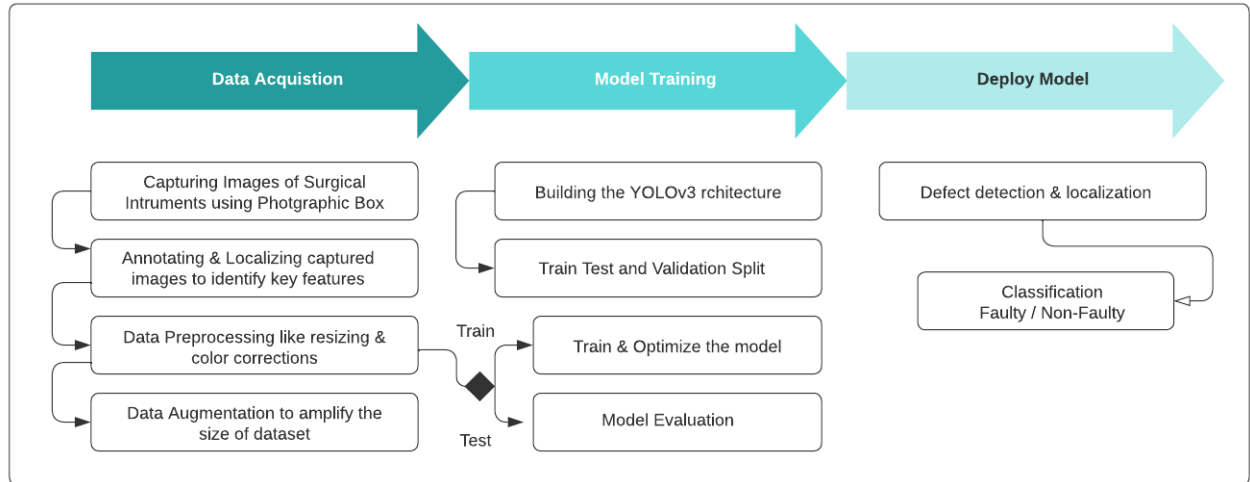 Data Acquistion
Model Training
Deploy Model
Capturing Images of Surgical
Intruments using Photgraphic Box
Annotating & Localizing captured
images to identify key features
Data Preprocessing like resizing &
color corrections
Data Augmentation to amplify the
size of dataset
Building the YOLOv3 rchitecture
Train Test and Validation Split
Train
Train & Optimize the model
Test
Model Evaluation
Defect detection & localization
Classification
Faulty / Non-Faulty